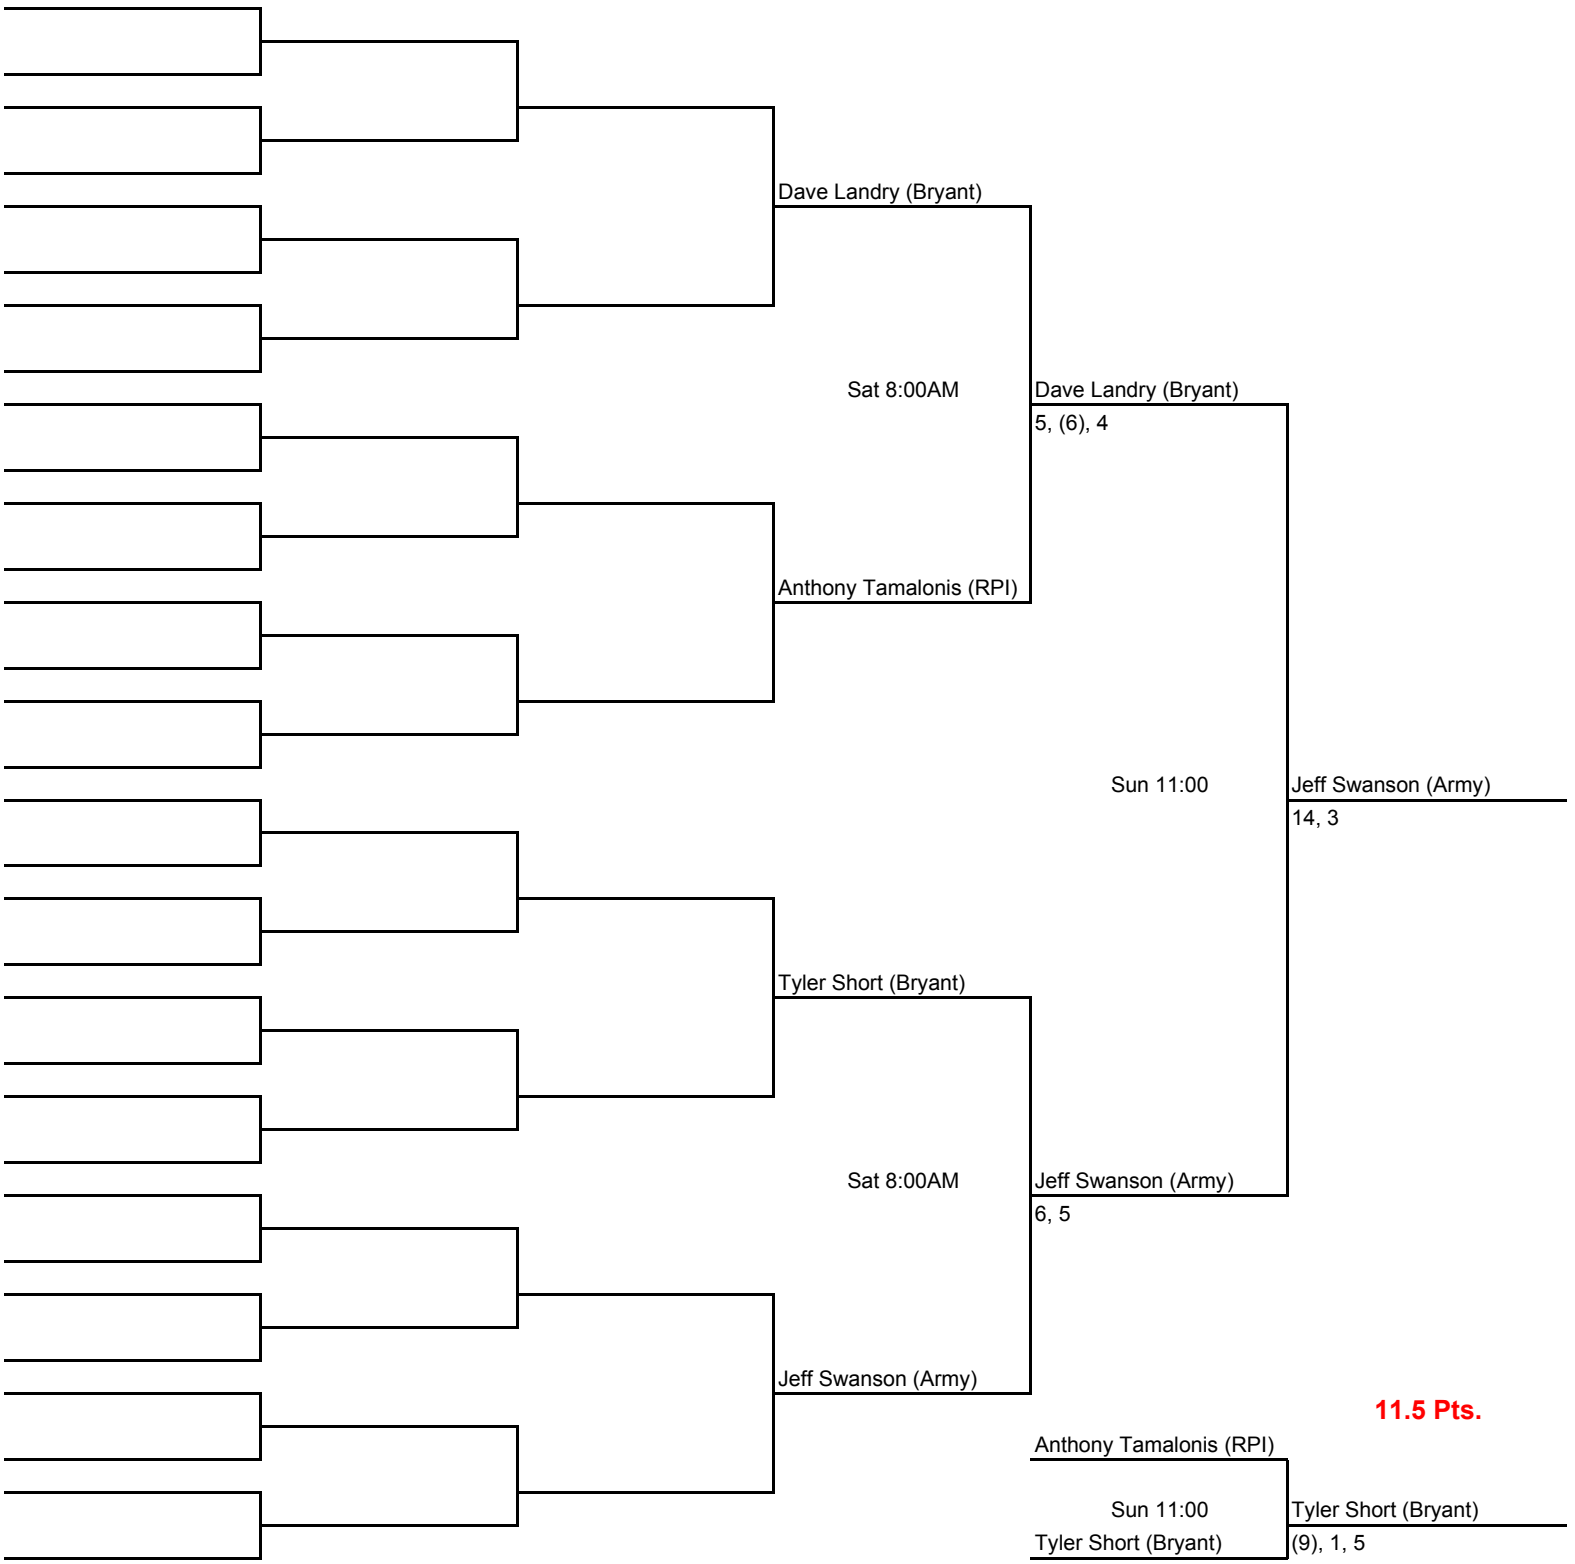 Dave Landry (Bryant)
Sat 8:00AM
Dave Landry (Bryant)
5, (6), 4
Anthony Tamalonis (RPI)
Sun 11:00
Jeff Swanson (Army)
14, 3
Tyler Short (Bryant)
Sat 8:00AM
Jeff Swanson (Army)
6, 5
Jeff Swanson (Army)
11.5 Pts.
Anthony Tamalonis (RPI)
Sun 11:00
Tyler Short (Bryant)
Tyler Short (Bryant)
(9), 1, 5